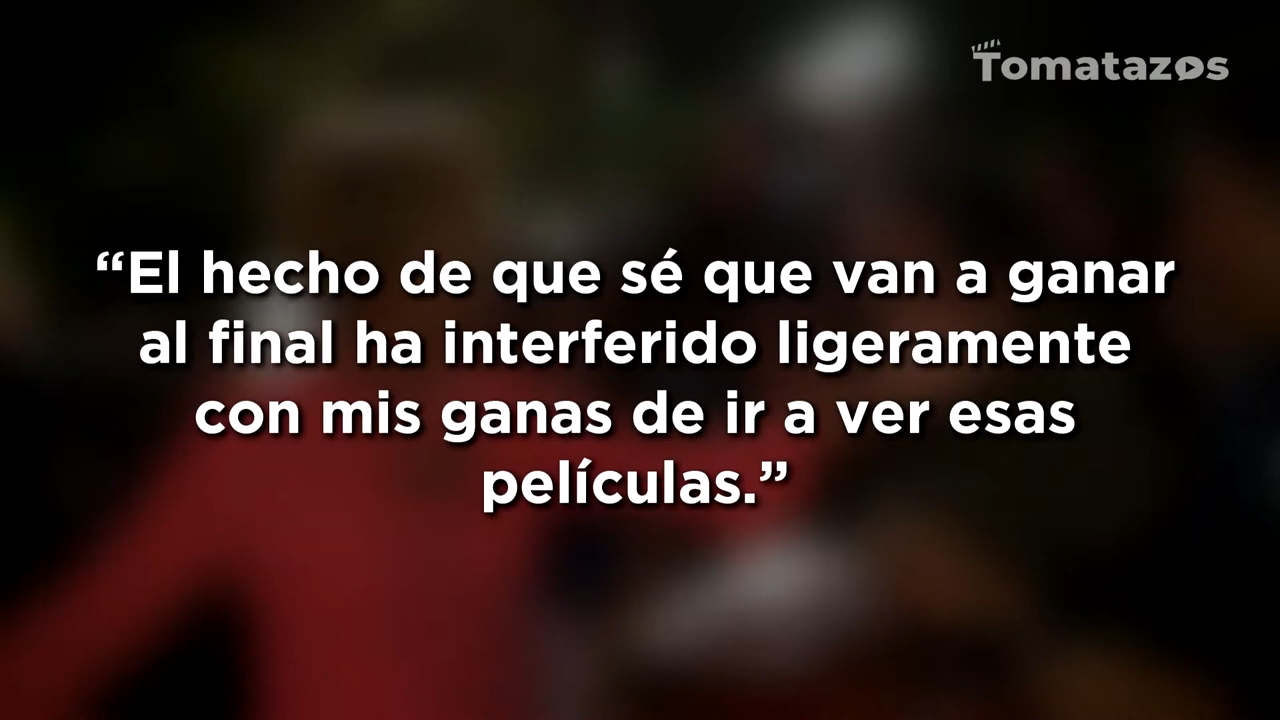 Tomatazos
“El hecho de que sé que van a ganar
al final ha interferido ligeramente
con mis ganas de ir a ver esas
películas.”